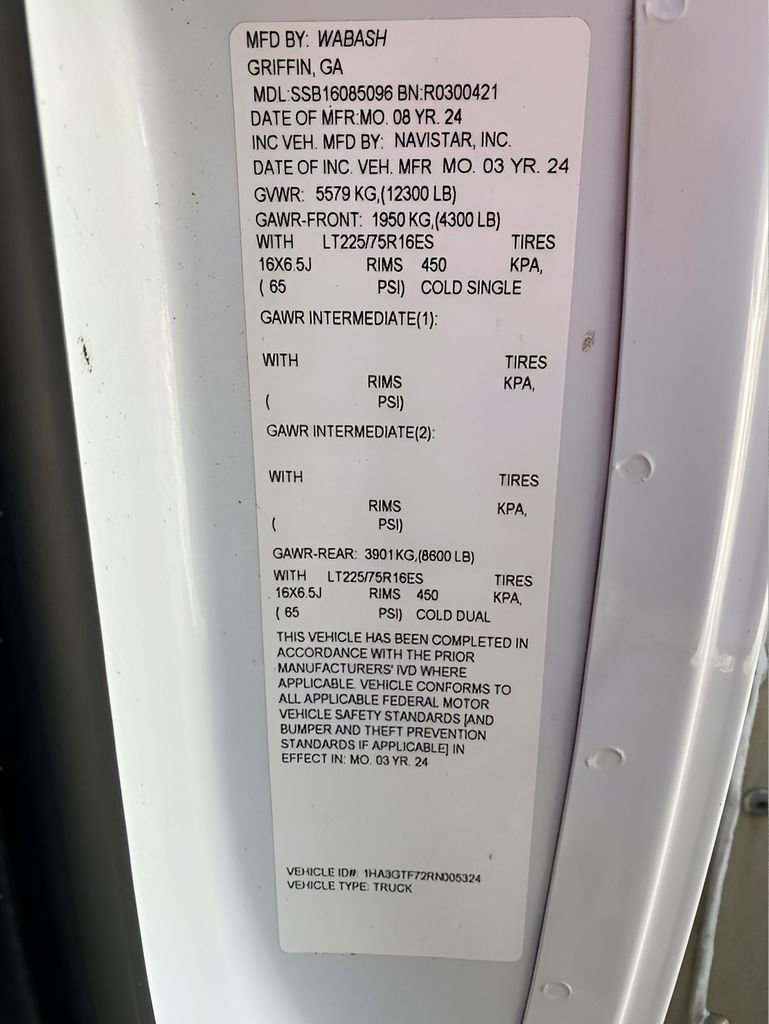 MFD BY: WABASH
GRIFFIN, GA
MDL:SSB16085096 BN:R0300421
DATE OF MFR:MO. 08 YR. 24
INC VEH. MFD BY: NAVISTAR, INC.
DATE OF INC. VEH. MFR MO. 03 YR. 24
GVWR: 5579 KG,(12300 LB)
GAWR-FRONT: 1950 KG,(4300 LB)
WITH LT225/75R16ES TIRES
16X6.5J RIMS 450 KPA,
( 65 PSI) COLD SINGLE
GAWR INTERMEDIATE(1):
WITH TIRES
RIMS KPA,
( PSI)
GAWR INTERMEDIATE(2):
WITH TIRES
RIMS KPA,
( PSI)
GAWR-REAR: 3901KG,(8600 LB)
WITH LT225/75R16ES TIRES
16X6.5J RIMS 450 KPA,
( 65 PSI) COLD DUAL
THIS VEHICLE HAS BEEN COMPLETED IN
ACCORDANCE WITH THE PRIOR
MANUFACTURERS' IVD WHERE
APPLICABLE. VEHICLE CONFORMS TO
ALL APPLICABLE FEDERAL MOTOR
VEHICLE SAFETY STANDARDS [AND
BUMPER AND THEFT PREVENTION
STANDARDS IF APPLICABLE] IN
EFFECT IN: MO. 03 YR. 24
VEHICLE ID#: 1HA3GTF72RN005324
VEHICLE TYPE: TRUCK